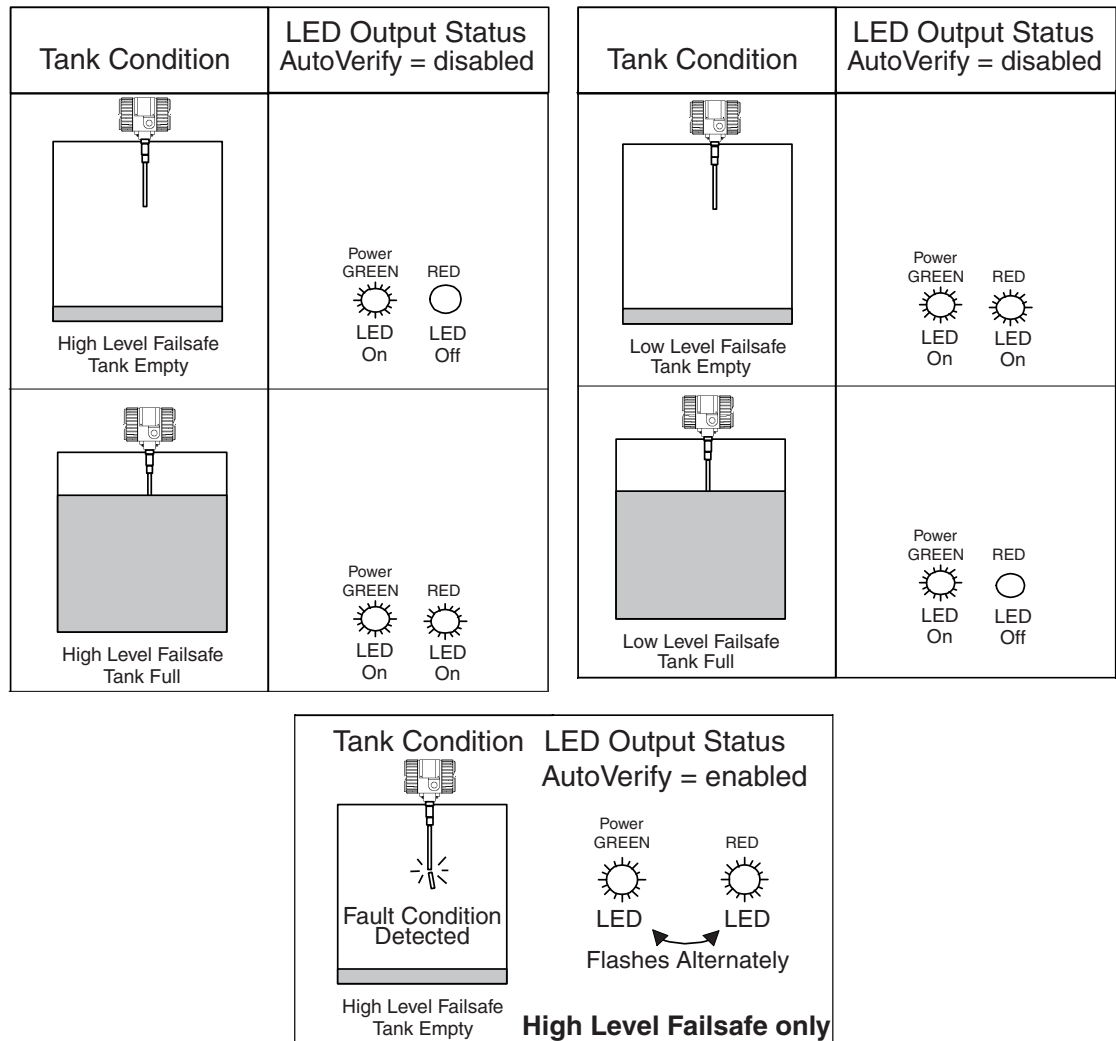 Tank Condition
LED Output Status
AutoVerify = disabled
High Level Failsafe
Tank Empty
Power
GREEN RED
LED LED
On Off
High Level Failsafe
Tank Full
Power
GREEN RED
LED LED
On On
Tank Condition
LED Output Status
AutoVerify = disabled
Low Level Failsafe
Tank Empty
Power
GREEN RED
LED LED
On On
Low Level Failsafe
Tank Full
Power
GREEN RED
LED LED
On Off
Tank Condition
LED Output Status
AutoVerify = enabled
Fault Condition
Detected
High Level Failsafe
Tank Empty
Power
GREEN RED
LED LED
Flashes Alternately
High Level Failsafe only